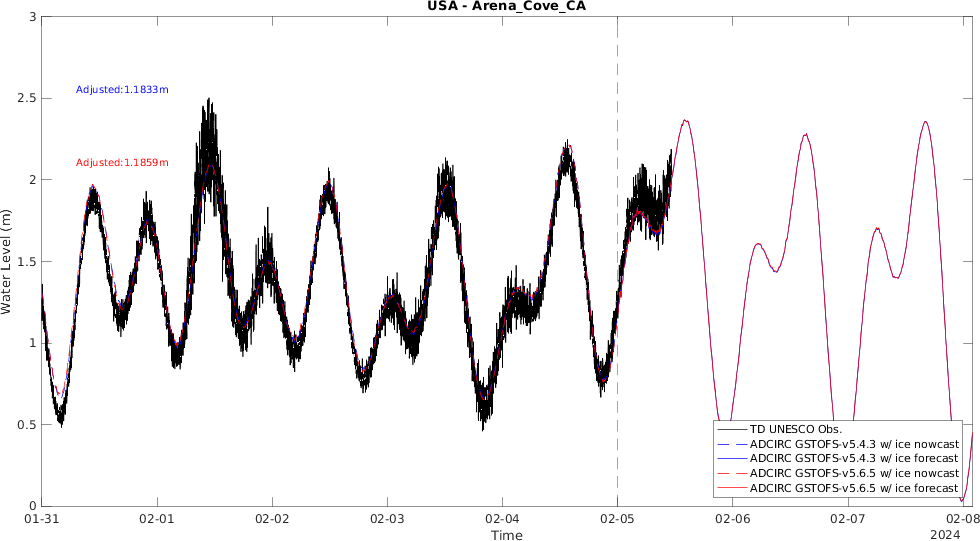 USA - Arena_Cove_CA
3
2.5
2
1.5
1
0.5
0
Water Level (m)
Adjusted:1.1833m
Adjusted:1.1859m
TD UNESCO Obs.
ADCIRC GSTOFS-v5.4.3 w/ ice nowcast
ADCIRC GSTOFS-v5.4.3 w/ ice forecast
ADCIRC GSTOFS-v5.6.5 w/ ice nowcast
ADCIRC GSTOFS-v5.6.5 w/ ice forecast
01-31 02-01 02-02 02-03 02-04 02-05 02-06 02-07 02-08
Time
2024